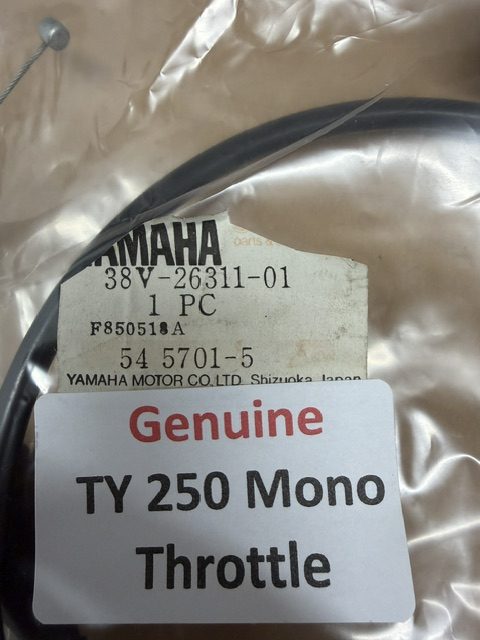 YAMAHA
parts &
38V-26311-01
1 PC
F850518A
54 5701-5
YAMAHA MOTOR CO.,LTD. Shizuoka, Japan
Genuine
TY 250 Mono
Throttle